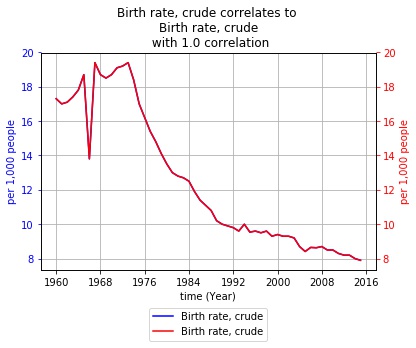 Birth rate, crude correlates to
Birth rate, crude
with 1.0 correlation
20
18
16
14
12
10
8
per 1,000 people
20
18
16
14
12
10
8
per 1,000 people
1960 1968 1976 1984 1992 2000 2008 2016
time (Year)
Birth rate, crude
Birth rate, crude